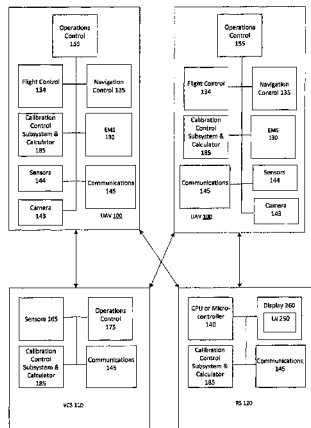 Operations
Control
155
Flight Control
134
Navigation
Control 135
Calibration
Control
Subsystem &
Calculator
185
EMS
130
Sensors
144
Communications
145
Camera
143
UAV 100
Operations
Control
155
Flight Control
134
Navigation
Control 135
Calibration
Control
Subsystem &
Calculator
185
EMS
130
Communications
145
Sensors
144
Camera
143
UAV 100
Sensors 165
Operations
Control
175
Calibration
Control
Subsystem &
Calculator
185
Communications
145
VCS 110
CPU or Micro-
controller
140
Display 260
UI 250
Calibration
Control
Subsystem &
Calculator
185
Communications
145
RS 120